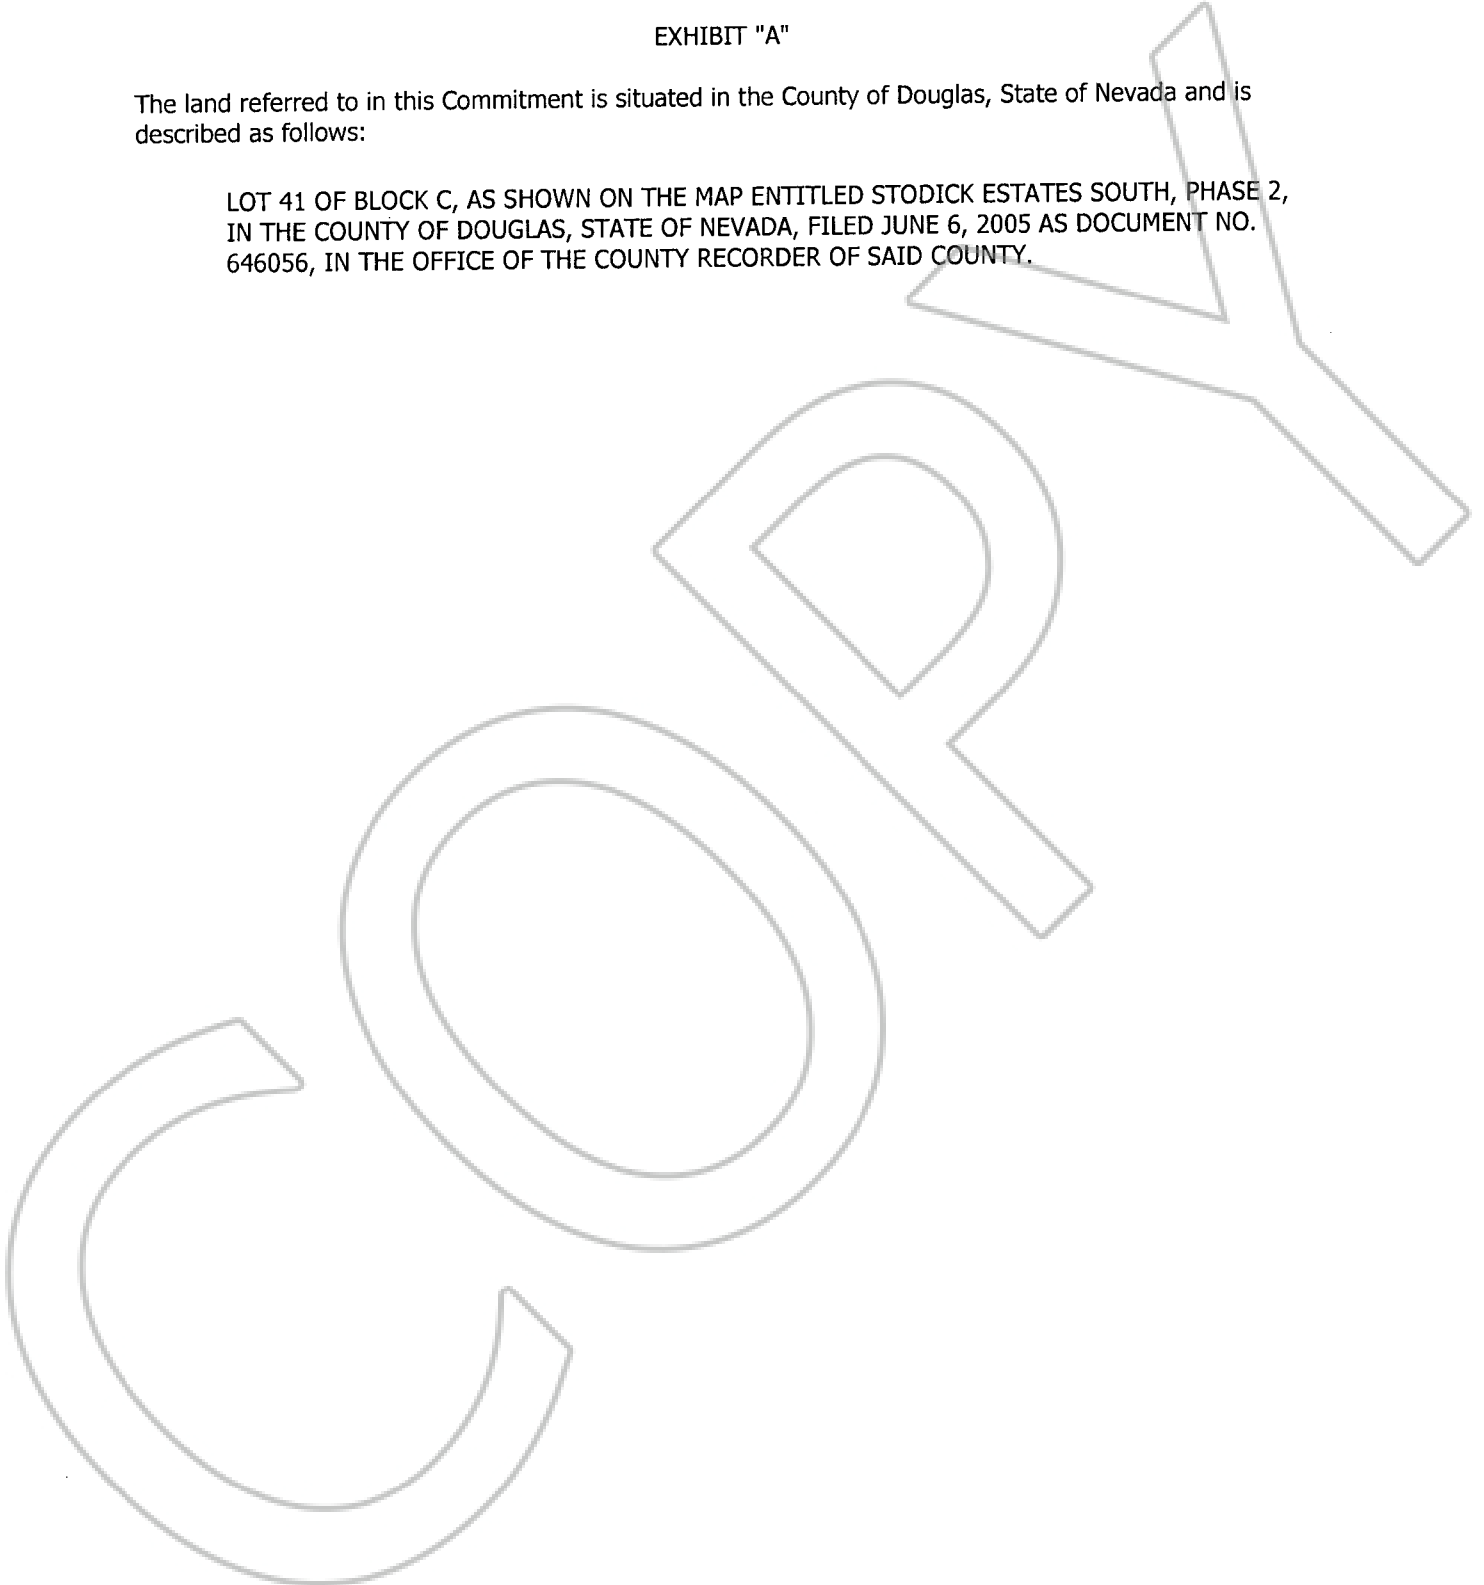 EXHIBIT "A"
The land referred to in this Commitment is situated in the County of Douglas, State of Nevada and is
described as follows:
LOT 41 OF BLOCK C, AS SHOWN ON THE MAP ENTITLED STODICK ESTATES SOUTH, PHASE 2,
IN THE COUNTY OF DOUGLAS, STATE OF NEVADA, FILED JUNE 6, 2005 AS DOCUMENT NO.
646056, IN THE OFFICE OF THE COUNTY RECORDER OF SAID COUNTY.
COPY